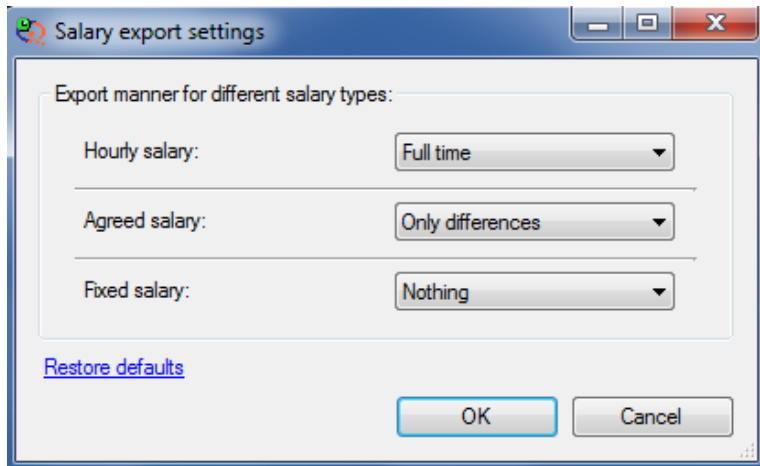 Salary export settings
Export manner for different salary types:
Hourly salary: Full time
Agreed salary: Only differences
Fixed salary: Nothing
Restore defaults
OK Cancel